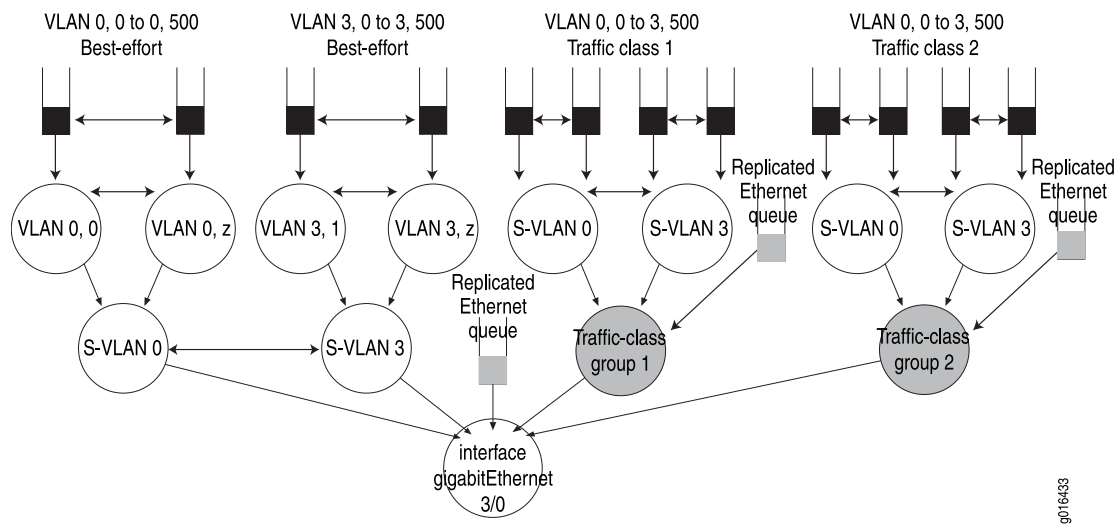 VLAN 0, 0 to 0, 500
Best-effort
VLAN 3, 0 to 3, 500
Best-effort
VLAN 0, 0 to 3, 500
Traffic class 1
VLAN 0, 0 to 3, 500
Traffic class 2
Replicated
Ethernet
queue
Replicated
Ethernet
queue
VLAN 0, 0
VLAN 0, z
VLAN 3, 1
VLAN 3, z
S-VLAN 0
S-VLAN 3
S-VLAN 0
S-VLAN 3
Replicated
Ethernet
queue
S-VLAN 0
S-VLAN 3
Traffic-class
group 1
Traffic-class
group 2
interface
gigabitEthernet
3/0
g016433